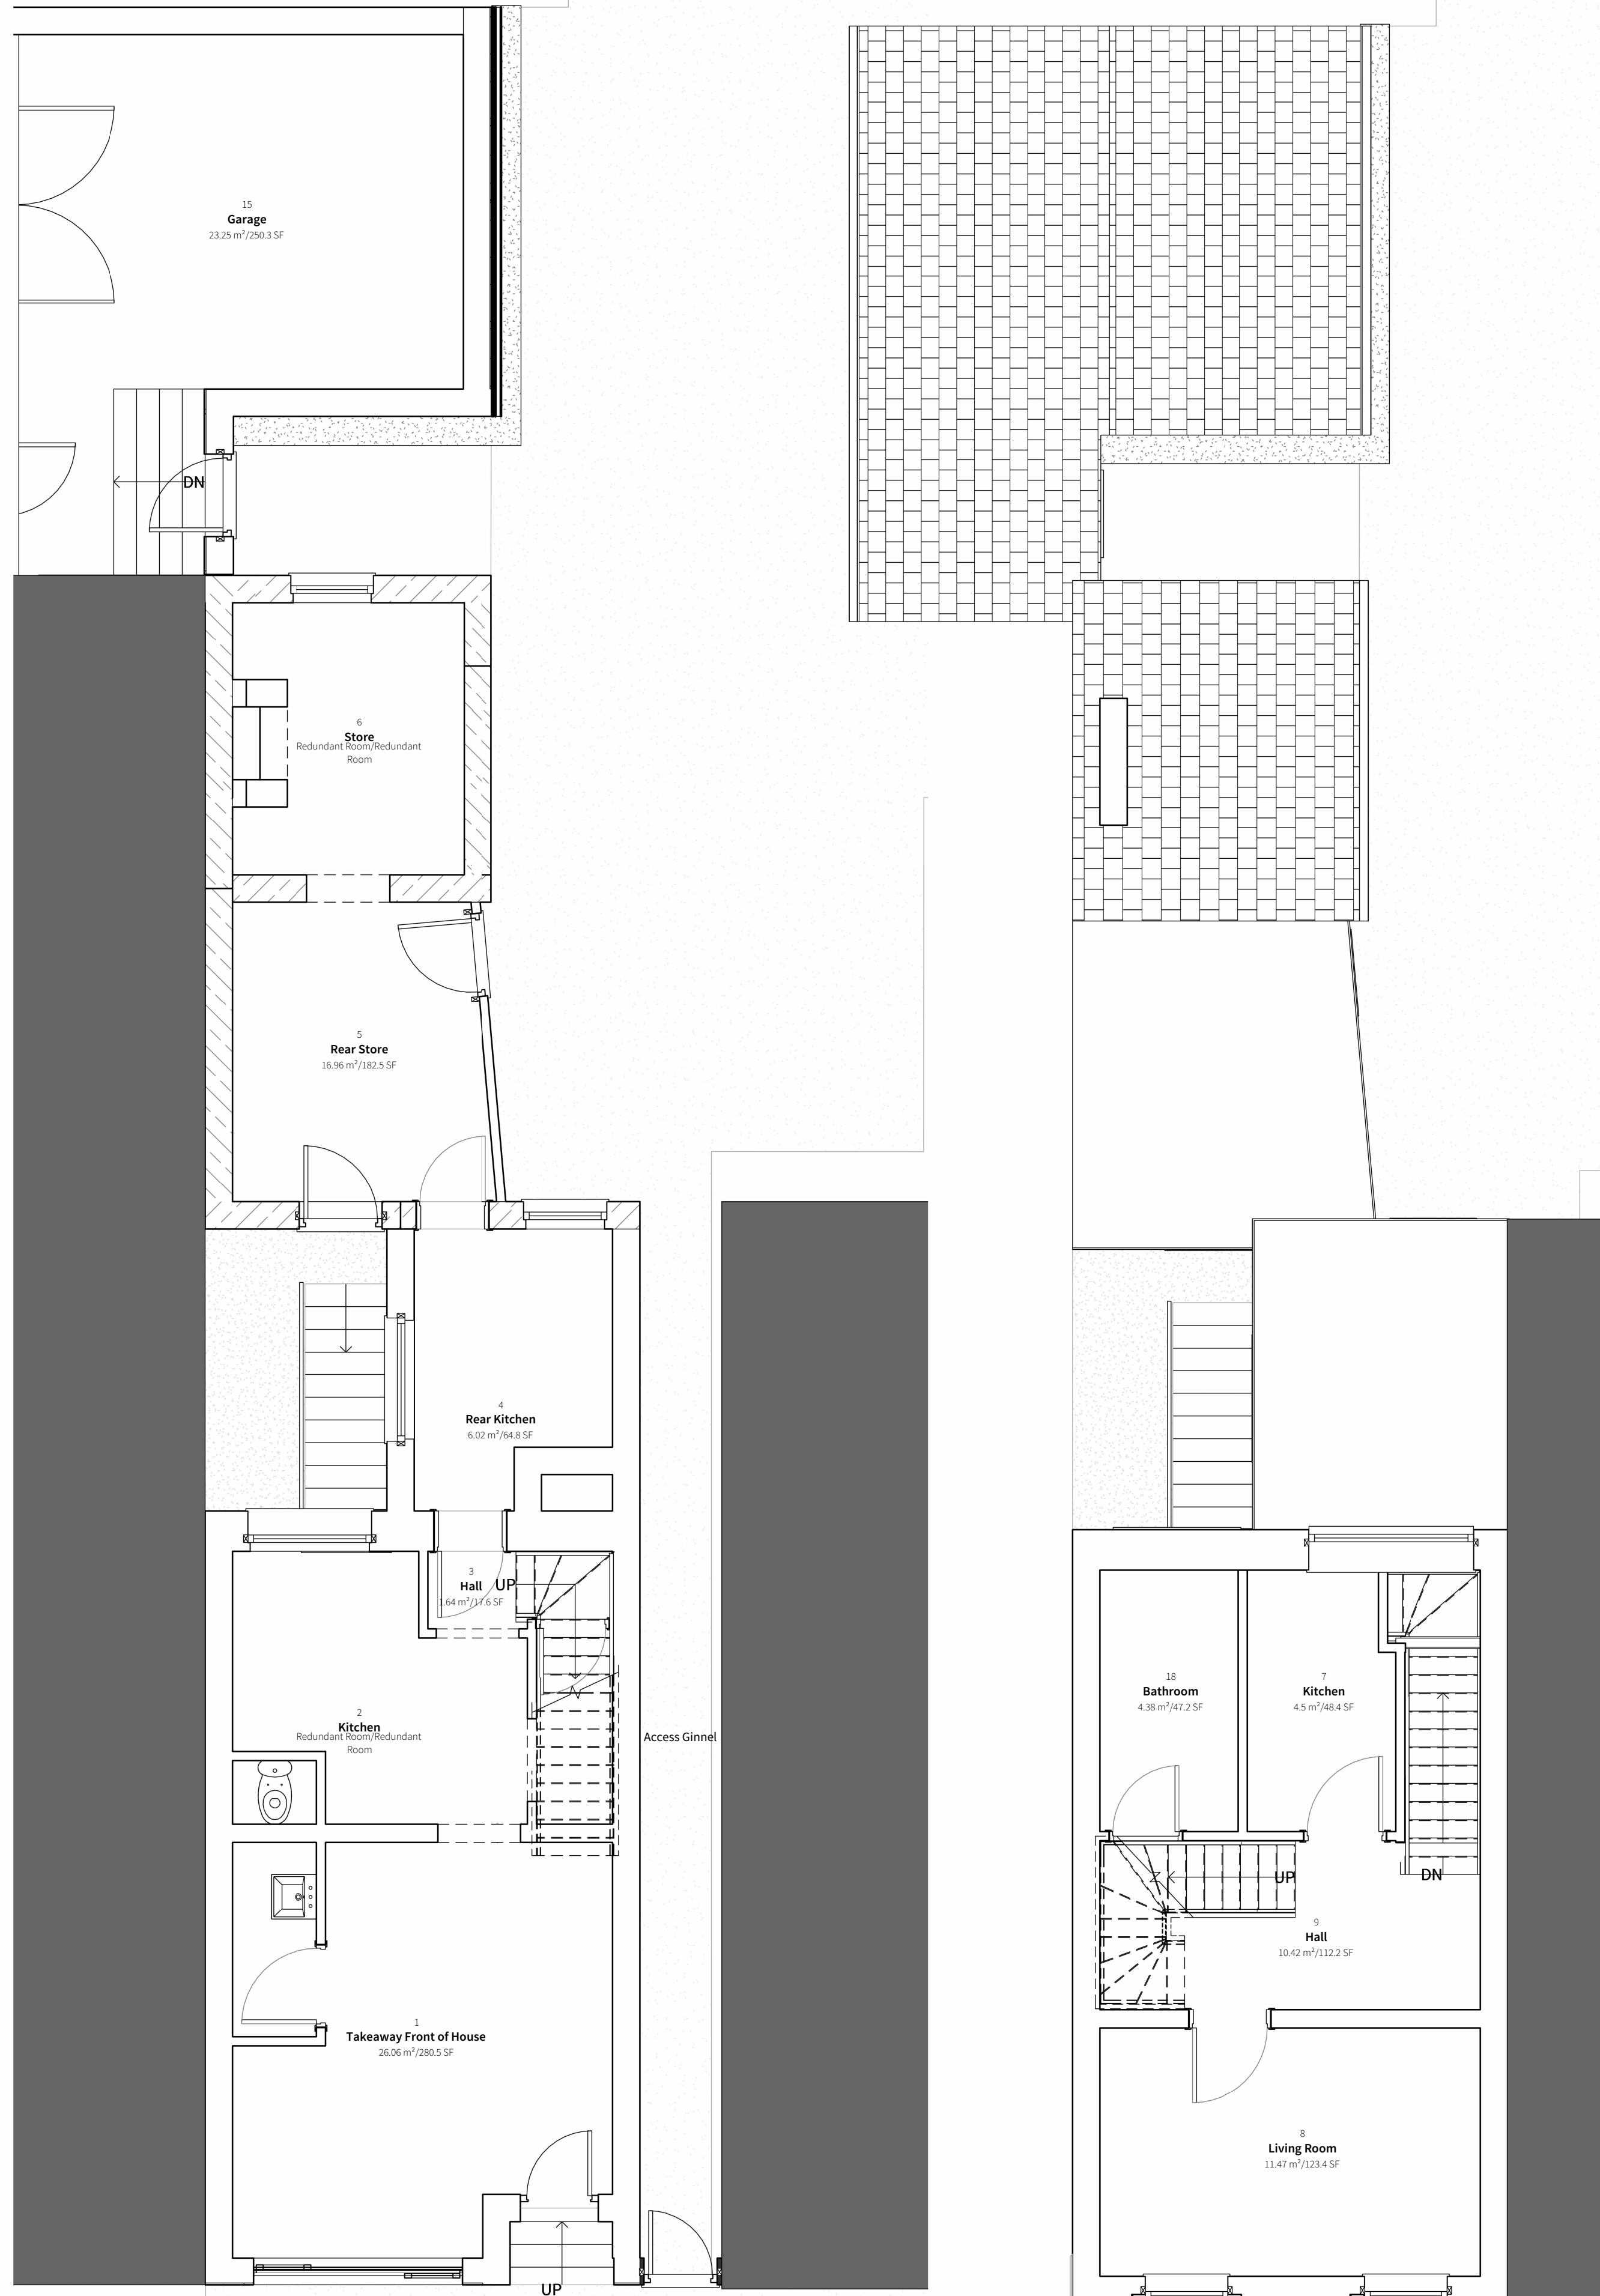 15
Garage
23.25 m²/250.3 SF
DN
6
Store
Redundant Room/Redundant
Room
5
Rear Store
16.96 m²/182.5 SF
4
Rear Kitchen
6.02 m²/64.8 SF
3
Hall
1.64 m²/17.6 SF
UP
2
Kitchen
Redundant Room/Redundant
Room
Access Ginnel
1
Takeaway Front of House
26.06 m²/280.5 SF
UP
18
Bathroom
4.38 m²/47.2 SF
7
Kitchen
4.5 m²/48.4 SF
UP
DN
9
Hall
10.42 m²/112.2 SF
8
Living Room
11.47 m²/123.4 SF